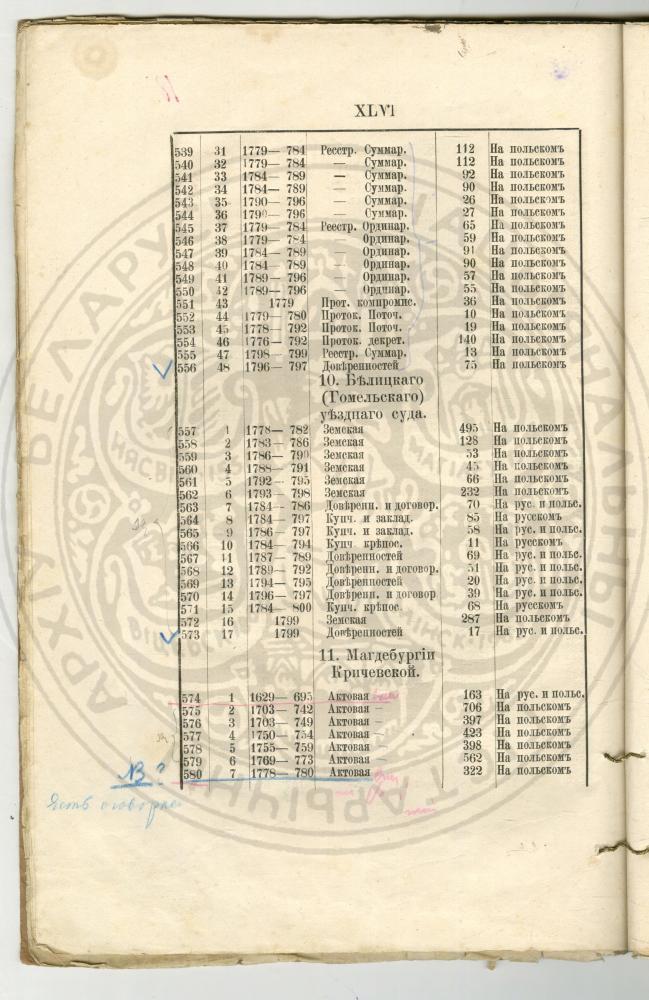 XLVI
539 31 1779— 784 Реестр. Суммар. 112 На польскомъ
540 32 1779— 784 — Суммар. 112 На польскомъ
541 33 1784— 789 — Суммар. 92 На польскомъ
542 34 1784— 789 — Суммар. 90 На польскомъ
543 35 1790— 796 — Суммар. 26 На польскомъ
544 36 1790— 796 — Суммар. 27 На польскомъ
545 37 1779— 784 Реестр. Ординар. 65 На польскомъ
546 38 1779— 784 — Ординар. 59 На польскомъ
547 39 1784— 789 — Ординар. 91 На польскомъ
548 40 1784— 789 — Ординар. 90 На польскомъ
549 41 1789— 796 — Ординар. 57 На польскомъ
550 42 1789— 796 — Ординар. 55 На польскомъ
551 43 1779 Прот. компромис. 36 На польскомъ
552 44 1779— 780 Проток. Поточ. 10 На польскомъ
553 45 1778— 792 Проток. Поточ. 19 На польскомъ
554 46 1776— 792 Проток. декрет. 140 На польскомъ
555 47 1798— 799 Реестр. Суммар. 13 На польскомъ
556 48 1796— 797 Довѣренностей 75 На польскомъ
10. Бѣлицкаго
(Гомельскаго)
уѣзднаго суда.
557 1 1778— 782 Земская 495 На польскомъ
558 2 1783— 786 Земская 128 На польскомъ
559 3 1786— 790 Земская 53 На польскомъ
560 4 1788— 791 Земская 45 На польскомъ
561 5 1792— 795 Земская 66 На польскомъ
562 6 1793— 798 Земская 232 На польскомъ
563 7 1784— 786 Довѣренн. и договор. 70 На рус. и польс.
564 8 1784— 797 Купч. и заклад. 85 На русскомъ
565 9 1786— 797 Купч. и заклад. 58 На рус. и польс.
566 10 1784— 794 Купч. крѣпос. 11 На русскомъ
567 11 1787— 789 Довѣренностей 69 На рус. и польс.
568 12 1789— 792 Довѣренн. и договор. 51 На рус. и польс.
569 13 1794— 795 Довѣренностей 20 На рус. и польс.
570 14 1796— 797 Довѣренн. и договор 39 На рус. и польс.
571 15 1784— 800 Купч. крѣпос. 68 На русскомъ
572 16 1799 Земская 287 На польскомъ
573 17 1799 Довѣренностей 17 На рус. и польс.
11. Магдебургіи
Кричевской.
574 1 1629— 695 Актовая 163 На рус. и польс.
575 2 1703— 742 Актовая 706 На польскомъ
576 3 1703— 749 Актовая 397 На польскомъ
577 4 1750— 754 Актовая 423 На польскомъ
578 5 1755— 759 Актовая 398 На польскомъ
579 6 1769— 773 Актовая 562 На польскомъ
580 7 1778— 780 Актовая 322 На польскомъ
NB ?